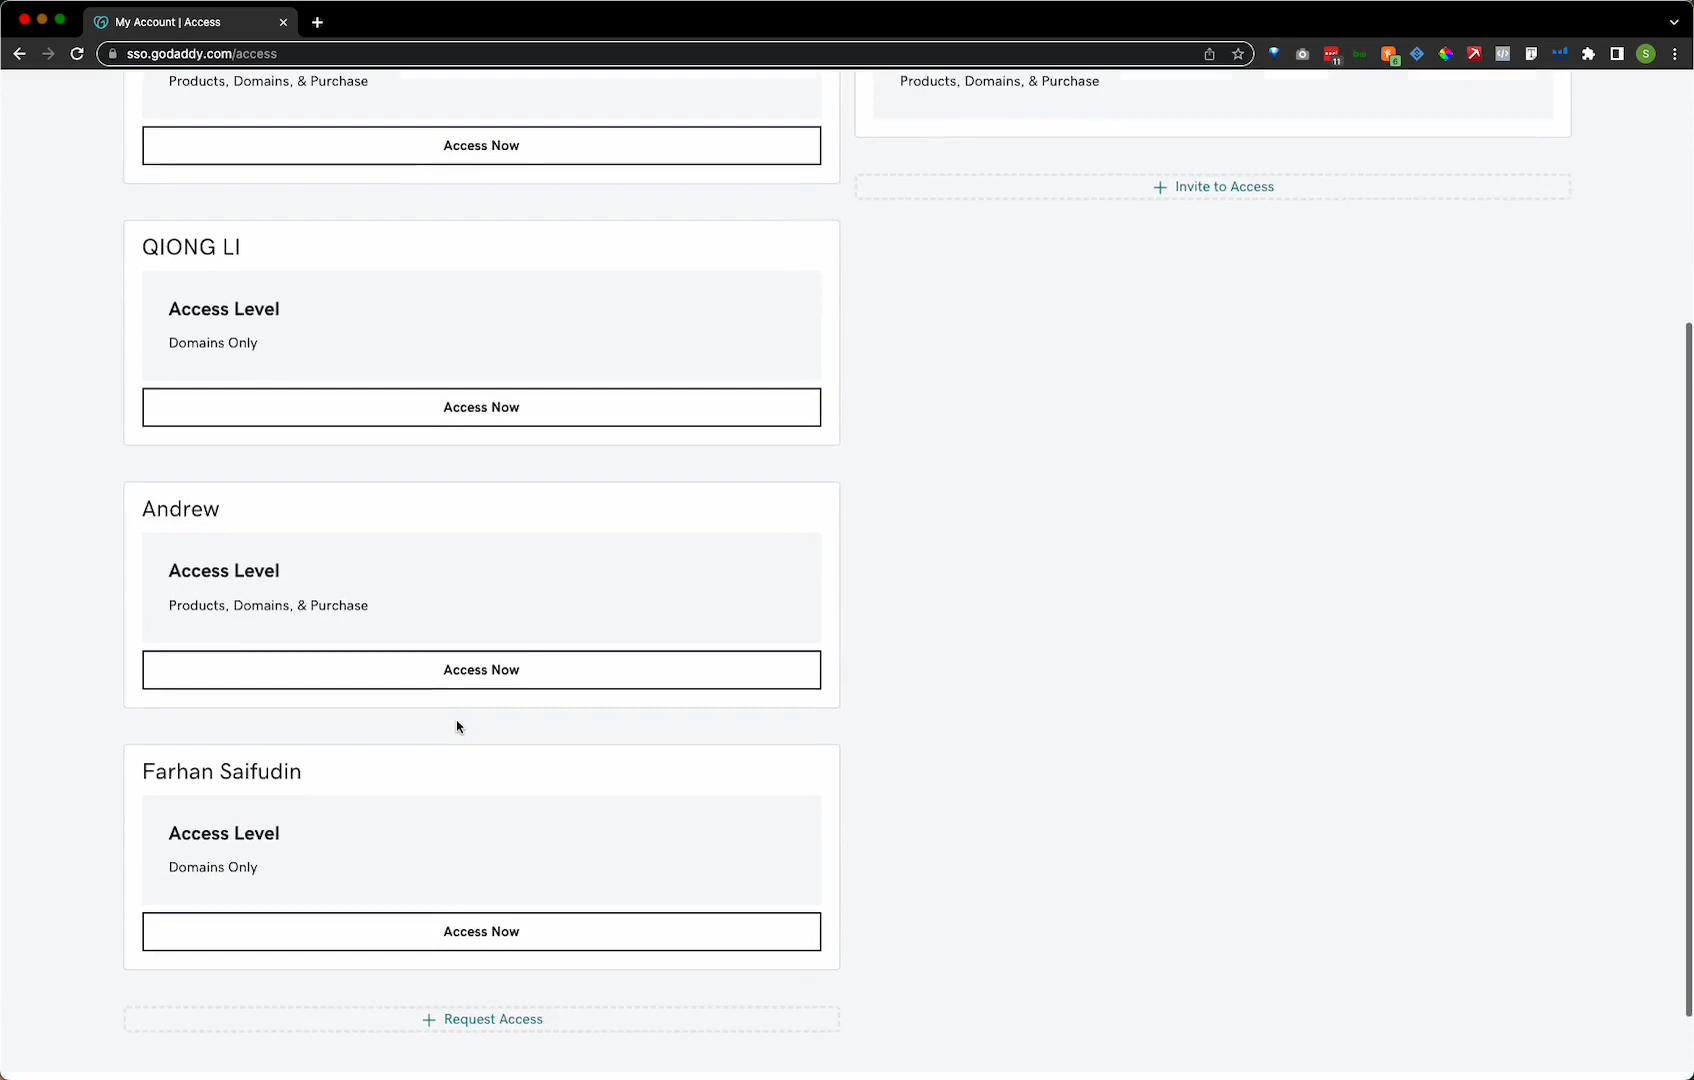 My Account | Access
sso.godaddy.com/access
11
6
S
Products, Domains, & Purchase
Access Now
QIONG LI
Access Level
Domains Only
Access Now
Andrew
Access Level
Products, Domains, & Purchase
Access Now
Farhan Saifudin
Access Level
Domains Only
Access Now
+ Request Access
Products, Domains, & Purchase
+ Invite to Access